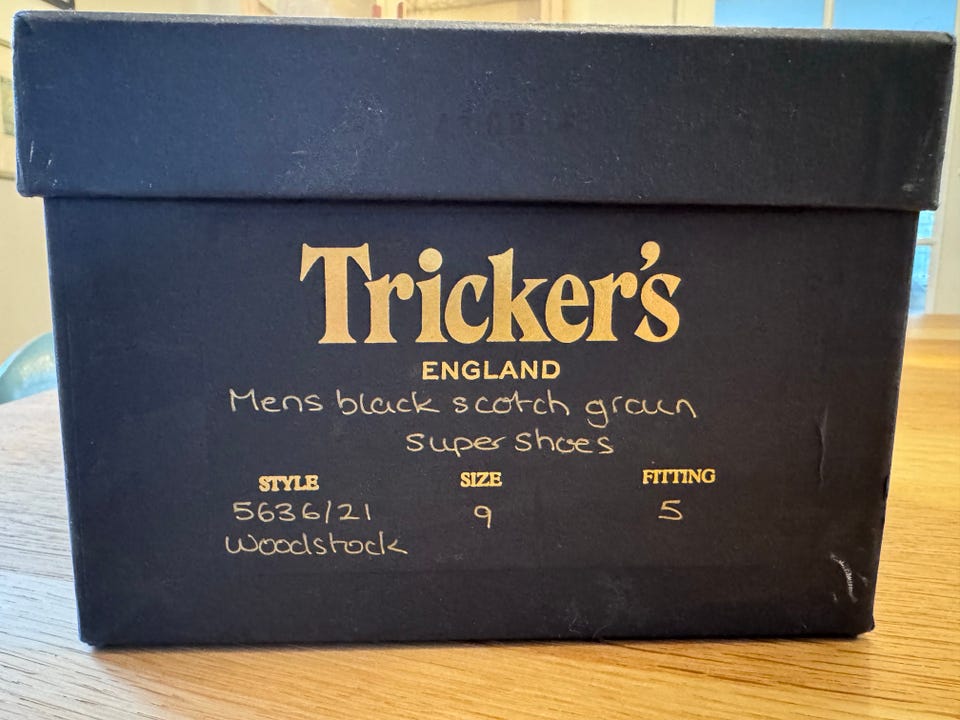 Tricker's
ENGLAND
Mens black scotch grain
super shoes
STYLE SIZE FITTING
5636/21 9 5
Woodstock